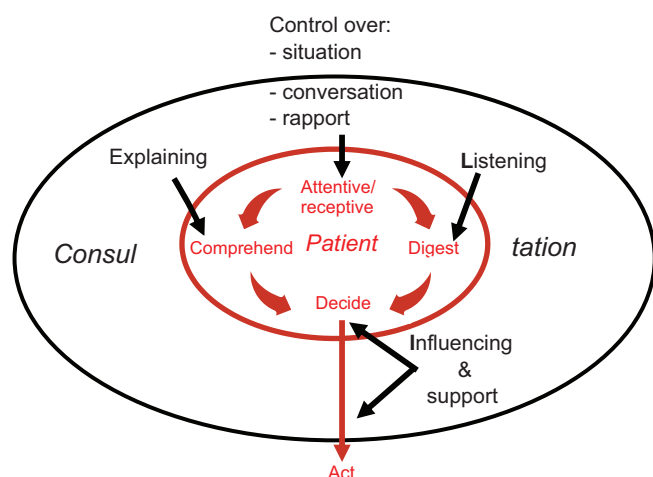 Control over:
- situation
- conversation
- rapport
Explaining
Listening
Attentive/
receptive
Consul
Comprehend
Patient
Digest
tation
Decide
Influencing
&
support
Act